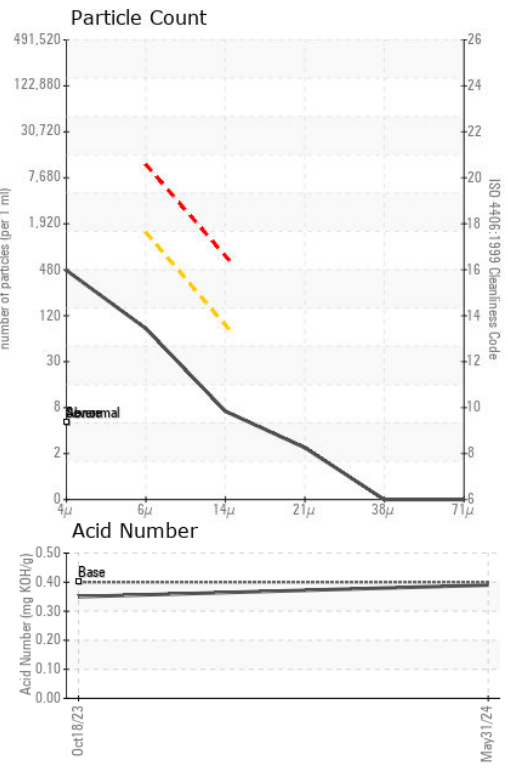 Particle Count
491,520
122,880
30,720
7,680
1,920
480
120
30
8
2
0
26
24
22
20
18
16
14
12
10
8
6
number of particles (per 1 ml)
ISO 4406:1999 Cleanliness Code
Abnormal
4µ
6µ
14µ
21µ
38µ
71µ
Acid Number
0.50
0.40
0.30
0.20
0.10
0.00
Acid Number (mg KOH/g)
Base
Oct18/23
May31/24